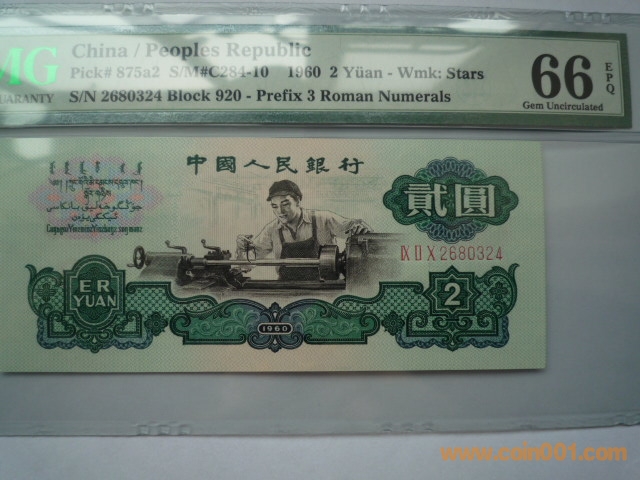 China / Peoples Republic
MG
Pick# 875a2 S/M#C284-10 1960 2 Yüan - Wmk: Stars
UARANTY
S/N 2680324 Block 920 - Prefix 3 Roman Numerals
66 EPQ
Gem Uncirculated
中國人民銀行
貳圓
IX II X 2680324
ER
YUAN
1960
2
www.coin001.com